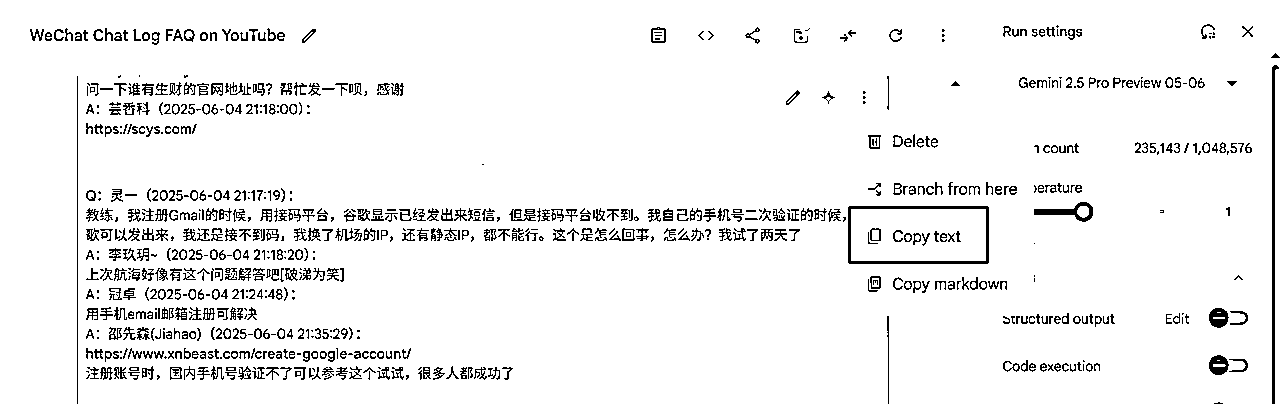 WeChat Chat Log FAQ on YouTube
Run settings
问一下谁有生财的官网地址吗？帮忙发一下呗，感谢
A：芸香科（2025-06-04 21:18:00）：
https://scys.com/
Q：灵一（2025-06-04 21:17:19）：
教练，我注册Gmail的时候，用接码平台，谷歌显示已经发出来短信，但是接码平台收不到。我自己的手机号二次验证的时候，
歌可以发出来，我还是接不到码，我换了机场的IP，还有静态IP，都不能行。这个是怎么回事，怎么办？我试了两天了
A：李玖玥~（2025-06-04 21:18:20）：
上次航海好像有这个问题解答吧[破涕为笑]
A：冠卓（2025-06-04 21:24:48）：
用手机email邮箱注册可解决
A：邵先森(Jiahao)（2025-06-04 21:35:29）：
https://www.xnbeast.com/create-google-account/
注册账号时，国内手机号验证不了可以参考这个试试，很多人都成功了
Delete
Branch from here
Copy text
Copy markdown
Gemini 2.5 Pro Preview 05-06
n count
235,143 / 1,048,576
perature
1
Structured output
Edit
Code execution